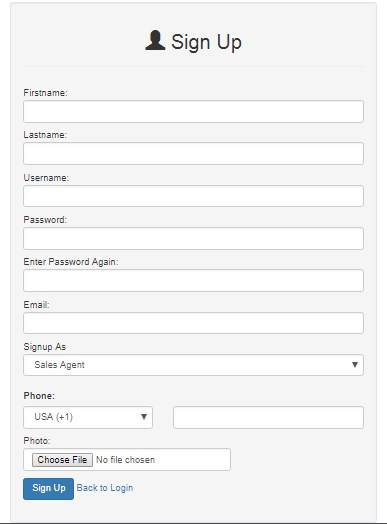 Sign Up
Firstname:
Lastname:
Username:
Password:
Enter Password Again:
Email:
Signup As
Sales Agent
Phone:
USA (+1)
Photo:
Choose File No file chosen
Sign Up Back to Login